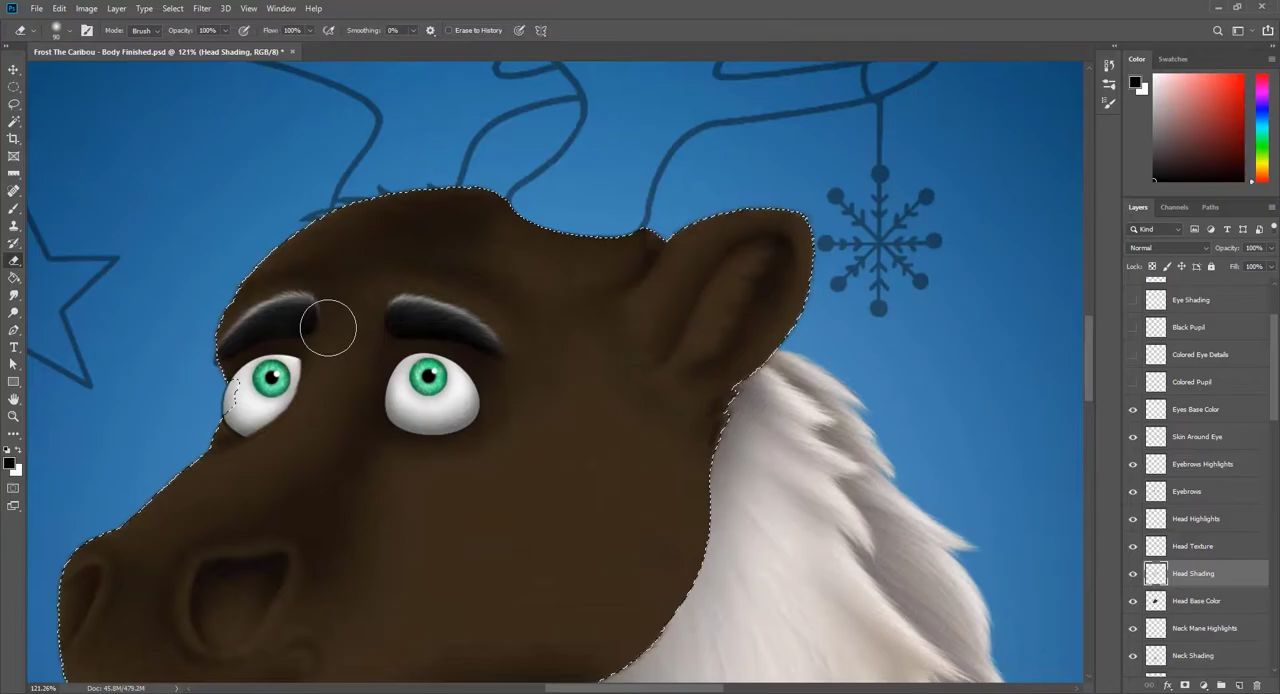 Ps File Edit Image Layer Type Select Filter 3D View Window Help
90 Mode: Brush Opacity: 100% Flow: 100% Smoothing: 0% Erase to History
Frost The Caribou - Body Finished.psd @ 121% (Head Shading, RGB/8) * ×
Color Swatches
Layers Channels Paths
Kind
Normal Opacity: 100%
Lock: Fill: 100%
Eye Shading
Black Pupil
Colored Eye Details
Colored Pupil
Eyes Base Color
Skin Around Eye
Eyebrows Highlights
Eyebrows
Head Highlights
Head Texture
Head Shading
Head Base Color
Neck Mane Highlights
Neck Shading
121.26% Doc: 45.8M/479.2M